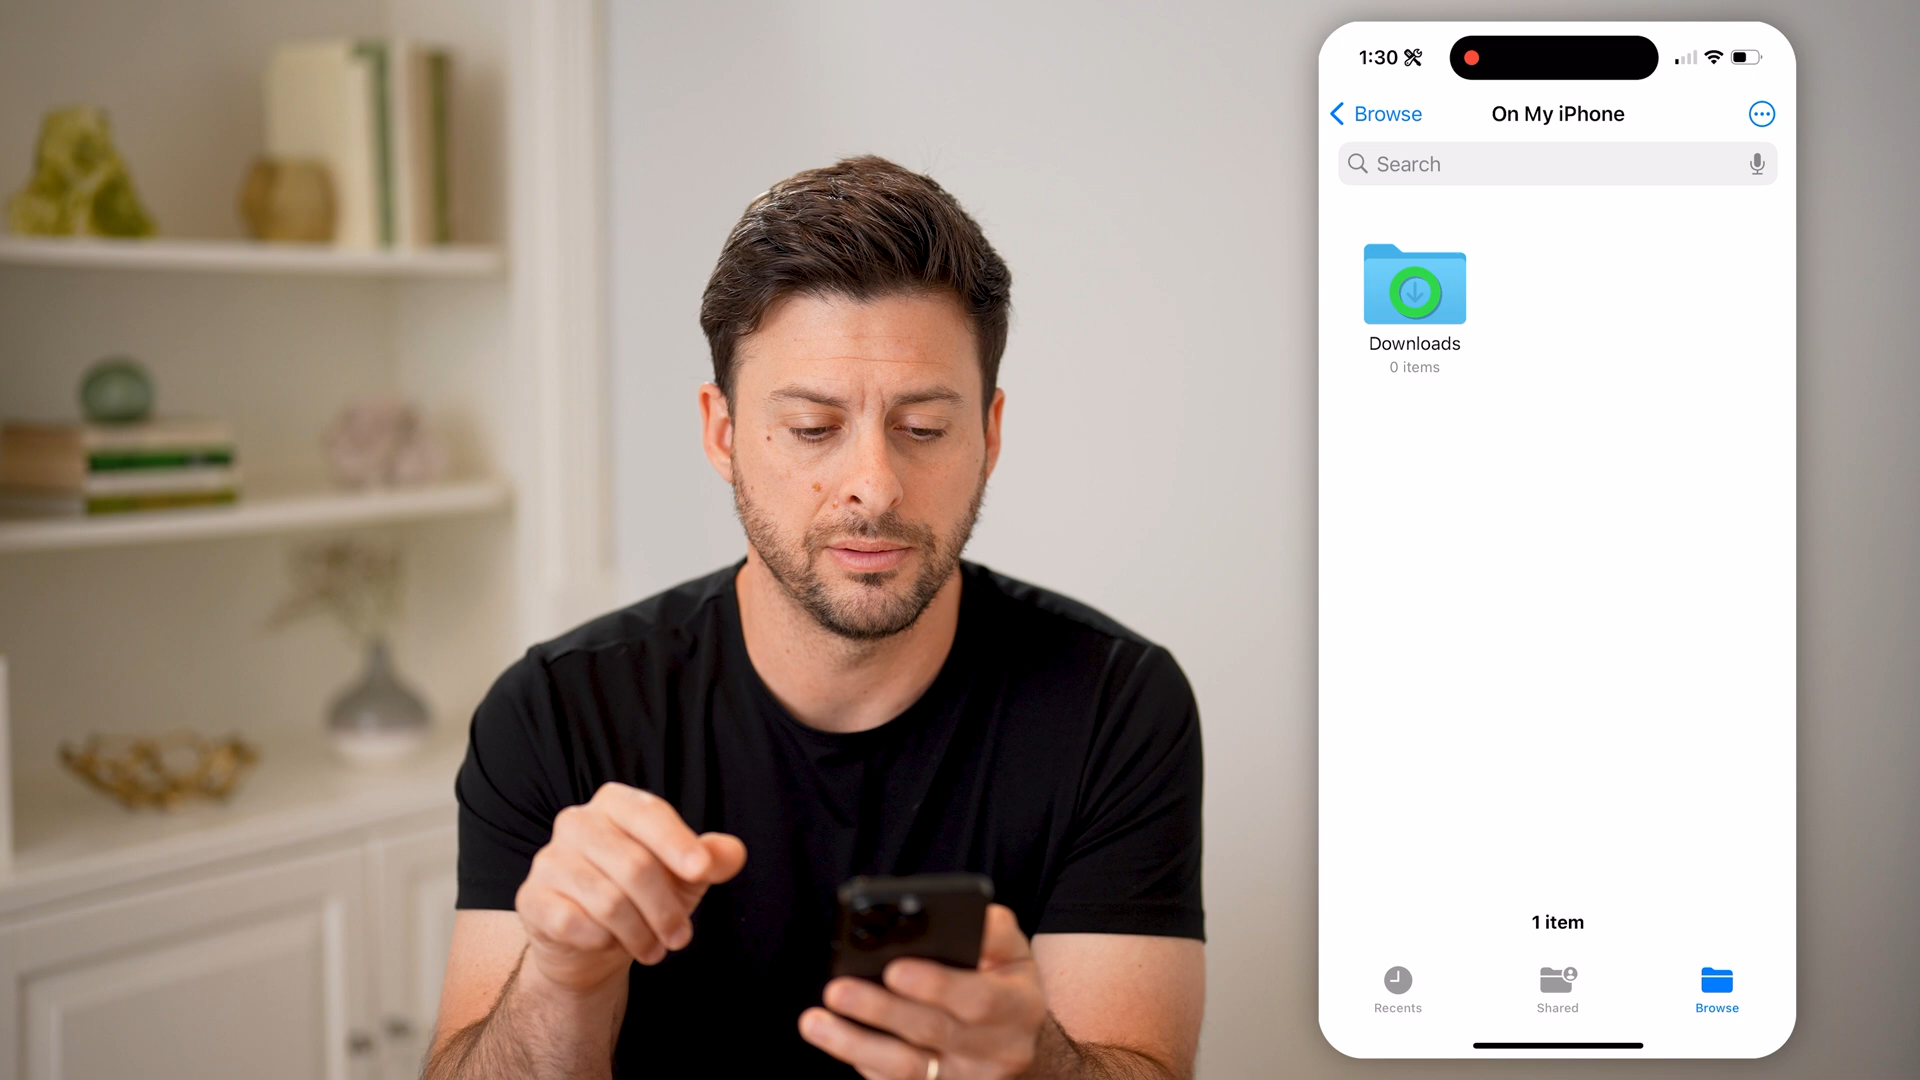 1:30
Browse
On My iPhone
Search
Downloads
0 items
1 item
Recents
Shared
Browse